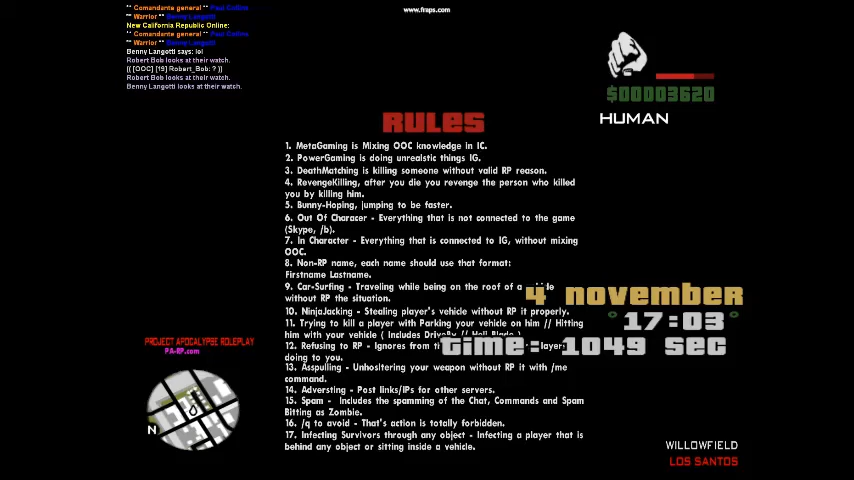 ** Comandante general ** Paul Collins
** Warrior ** Benny Langotti
New California Republic Online:
** Comandante general ** Paul Collins
** Warrior ** Benny Langotti
Benny Langotti says: lol
Robert Bob looks at their watch.
(( [OOC] [19] Robert_Bob: ? ))
Robert Bob looks at their watch.
Benny Langotti looks at their watch.
www.fraps.com
$00003620
HUMAN
RULES
1. MetaGaming is Mixing OOC knowledge in IC.
2. PowerGaming is doing unrealstic things IG.
3. DeathMatching is killing someone without valid RP reason.
4. RevengeKilling, after you die you revenge the person who killed
you by killing him.
5. Bunny-Hoping, jumping to be faster.
6. Out Of Characer - Everything that is not connected to the game
(Skype, /b).
7. In Character - Everything that is connected to IG, without mixing
OOC.
8. Non-RP name, each name should use that format:
Firstname Lastname.
9. Car-Surfing - Traveling while being on the roof of a
without RP the situation.
10. NinjaJacking - Stealing player's vehicle without RP it properly.
11. Trying to kill a player with Parking your vehicle on him // Hitting
him with your vehicle ( Includes
12. Refusing to RP - Ignores from
doing to you.
13. Asspulling - Unholstering your weapon without RP it with /me
command.
14. Adversting - Post links/IPs for other servers.
15. Spam - Includes the spamming of the Chat, Commands and Spam
Bitting as Zombie.
16. /q to avoid - That's action is totally forbidden.
17. Infecting Survivors through any object - Infecting a player that is
behind any object or sitting inside a vehicle.
4 november
17:03
time: 1049 sec
PROJECT APOCALYPSE ROLEPLAY
PA-RP.com
N
WILLOWFIELD
LOS SANTOS